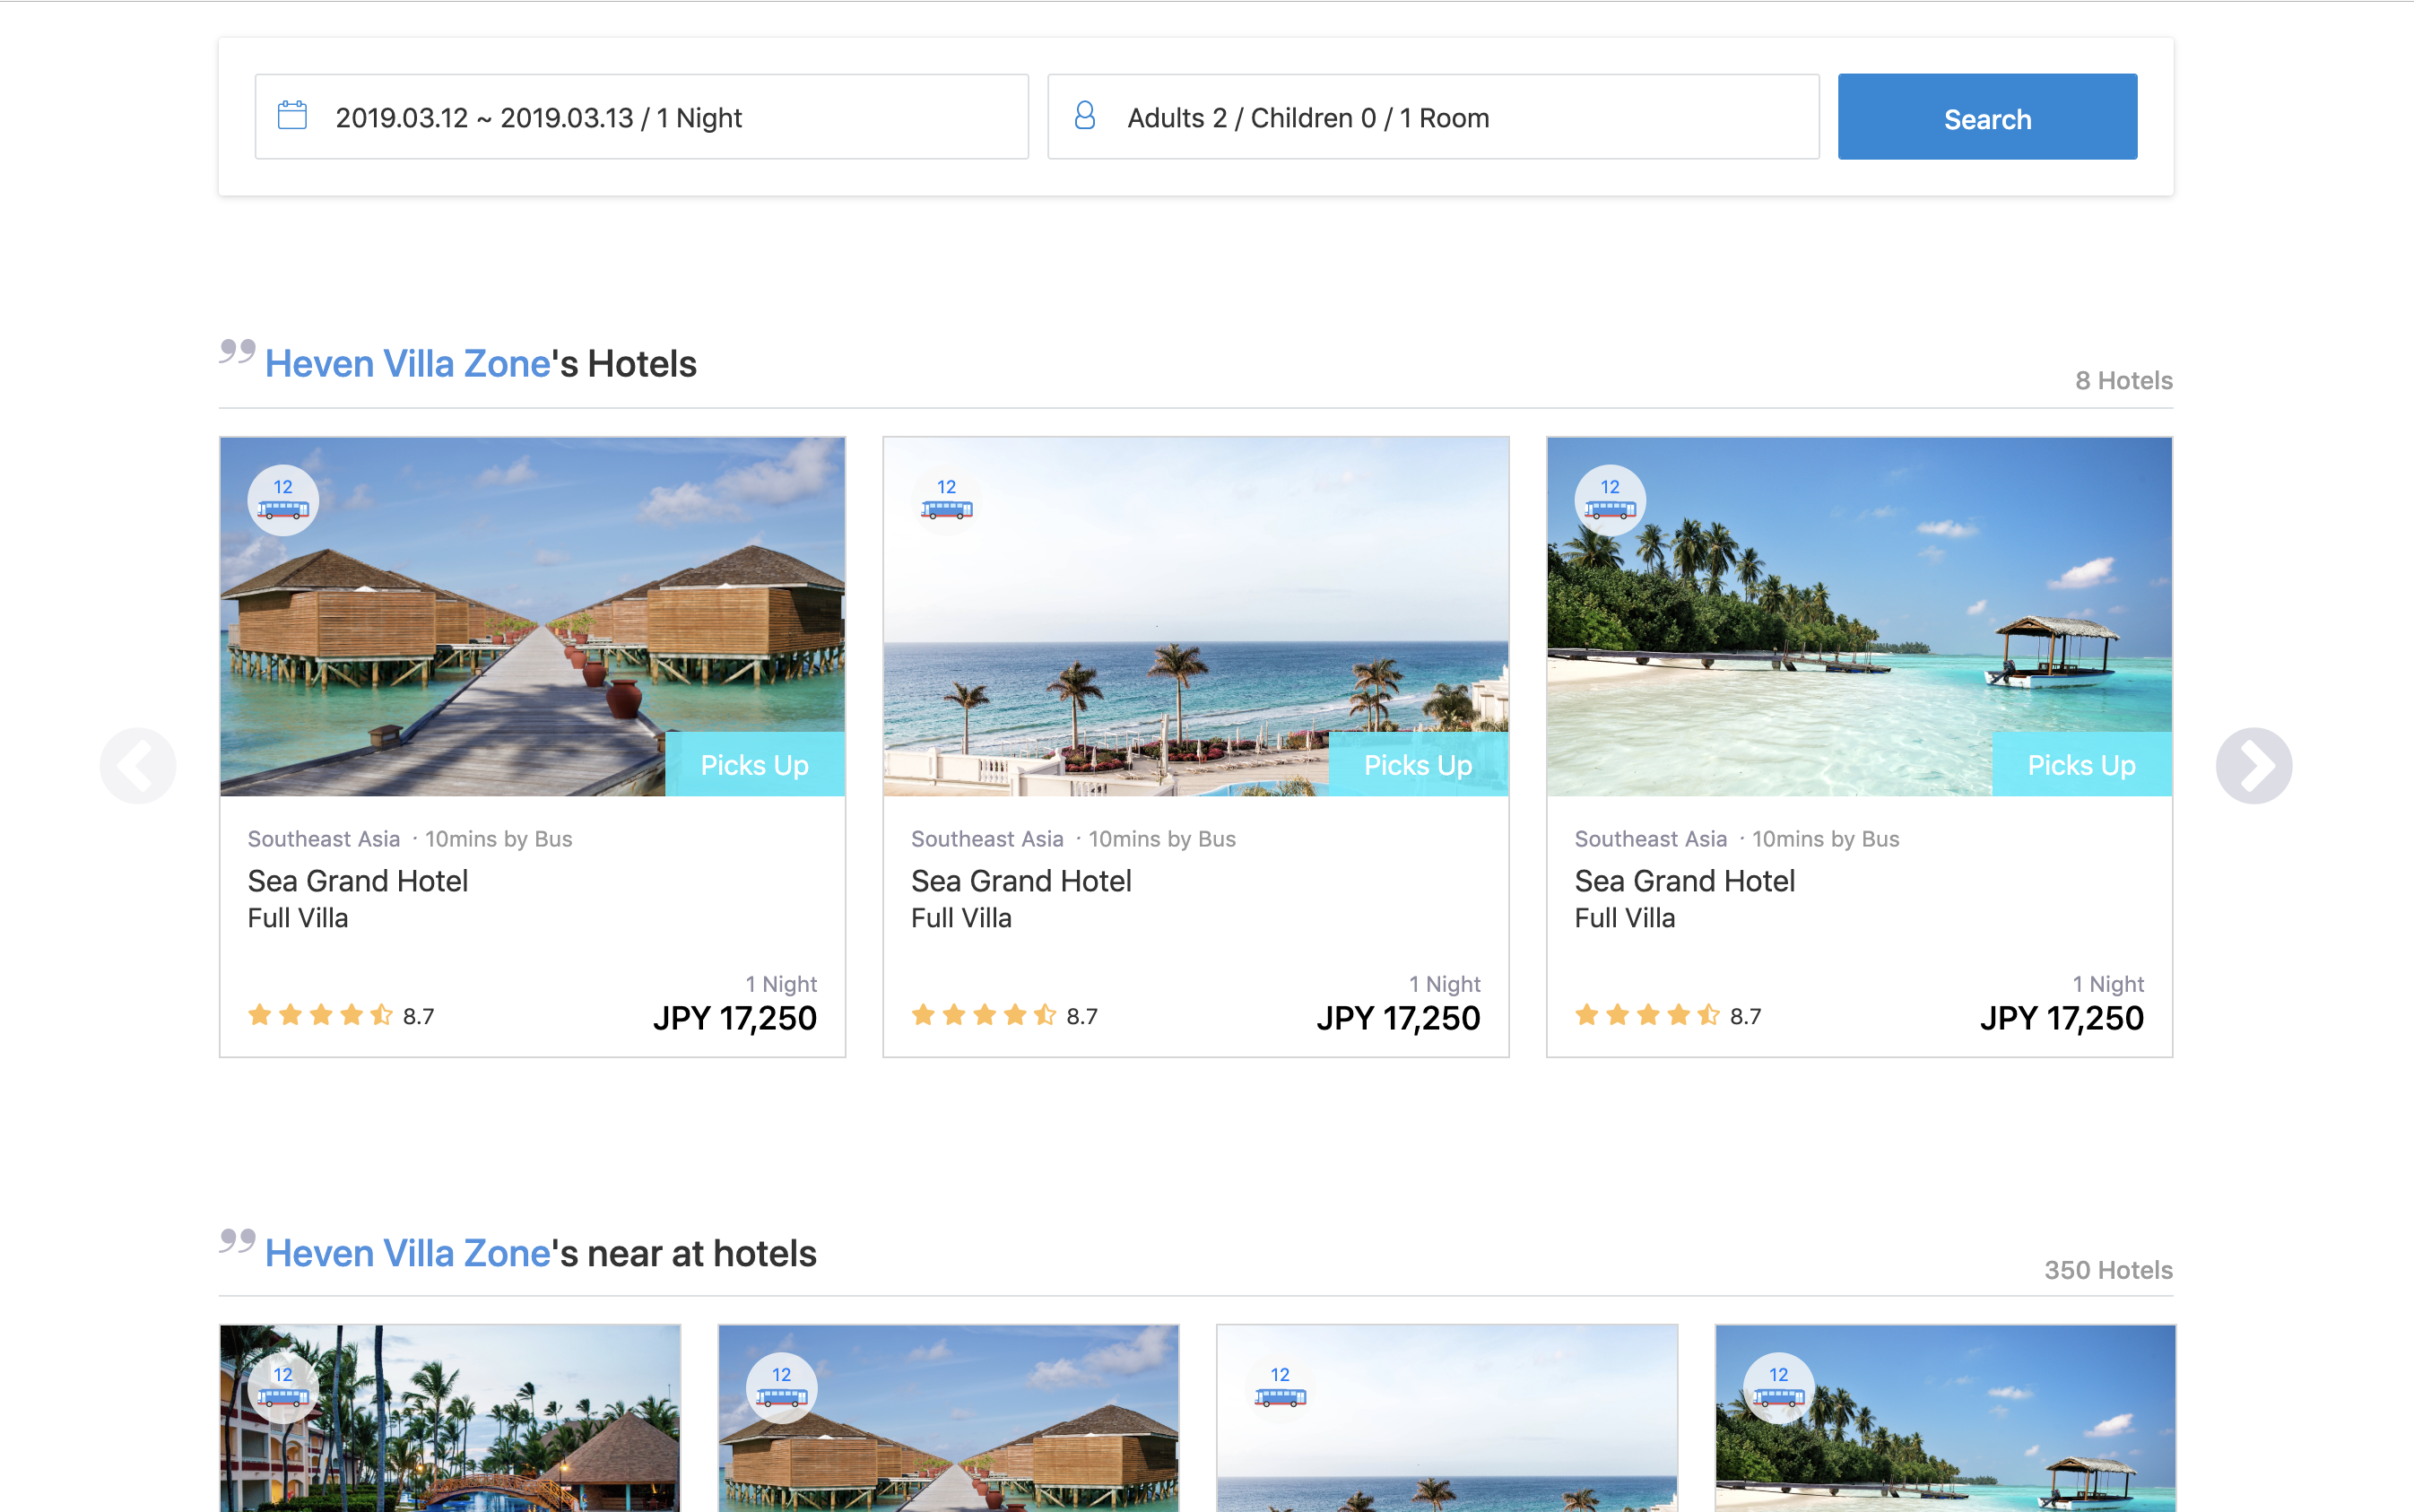 2019.03.12 ~ 2019.03.13 / 1 Night
Adults 2 / Children 0 / 1 Room
Search
Heven Villa Zone's Hotels
8 Hotels
12
12
12
Picks Up
Picks Up
Picks Up
Southeast Asia · 10mins by Bus
Sea Grand Hotel
Full Villa
1 Night
8.7
JPY 17,250
Southeast Asia · 10mins by Bus
Sea Grand Hotel
Full Villa
1 Night
8.7
JPY 17,250
Southeast Asia · 10mins by Bus
Sea Grand Hotel
Full Villa
1 Night
8.7
JPY 17,250
Heven Villa Zone's near at hotels
350 Hotels
12
12
12
12